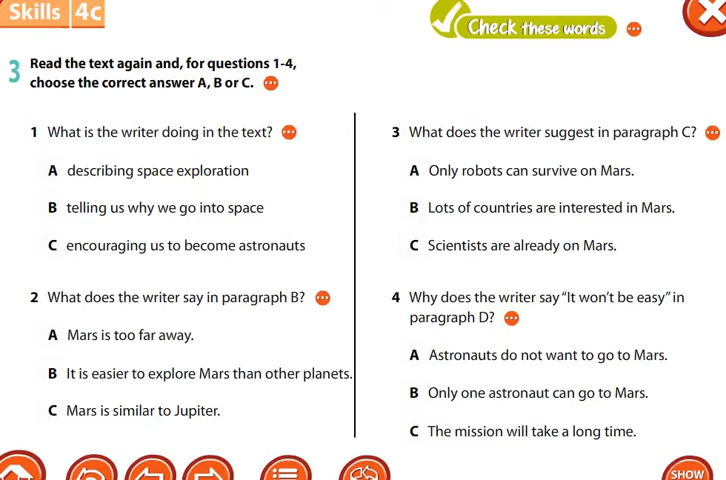 Skills 4c
Check these words
3 Read the text again and, for questions 1-4,
choose the correct answer A, B or C.
1 What is the writer doing in the text?
A describing space exploration
B telling us why we go into space
C encouraging us to become astronauts
2 What does the writer say in paragraph B?
A Mars is too far away.
B It is easier to explore Mars than other planets.
C Mars is similar to Jupiter.
3 What does the writer suggest in paragraph C?
A Only robots can survive on Mars.
B Lots of countries are interested in Mars.
C Scientists are already on Mars.
4 Why does the writer say “It won’t be easy” in
paragraph D?
A Astronauts do not want to go to Mars.
B Only one astronaut can go to Mars.
C The mission will take a long time.
SHOW